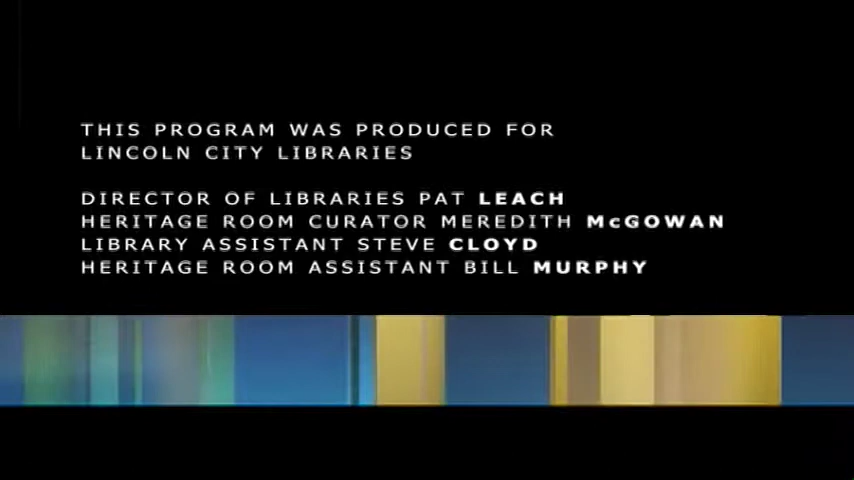 THIS PROGRAM WAS PRODUCED FOR
LINCOLN CITY LIBRARIES
DIRECTOR OF LIBRARIES PAT LEACH
HERITAGE ROOM CURATOR MEREDITH McGOWAN
LIBRARY ASSISTANT STEVE CLOYD
HERITAGE ROOM ASSISTANT BILL MURPHY